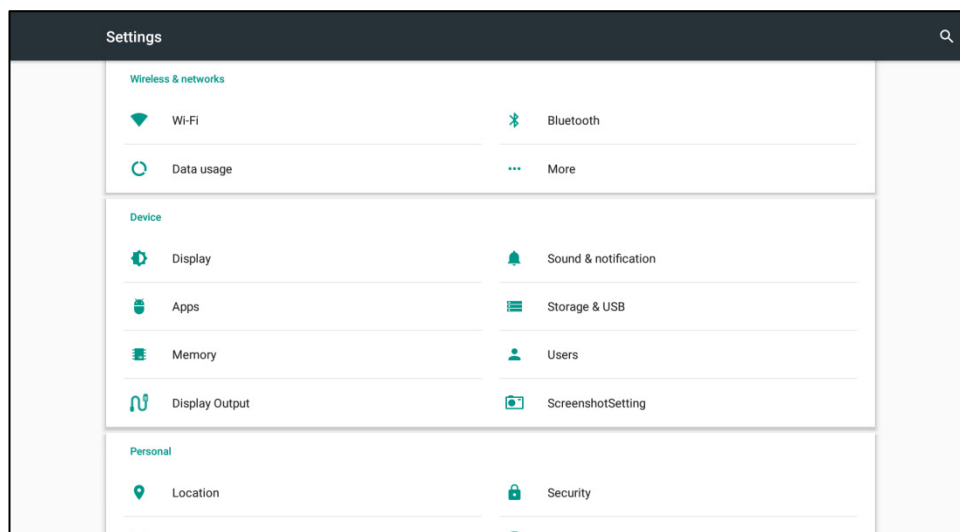 Settings
Wireless & networks
Wi-Fi
Bluetooth
Data usage
More
Device
Display
Sound & notification
Apps
Storage & USB
Memory
Users
Display Output
ScreenshotSetting
Personal
Location
Security